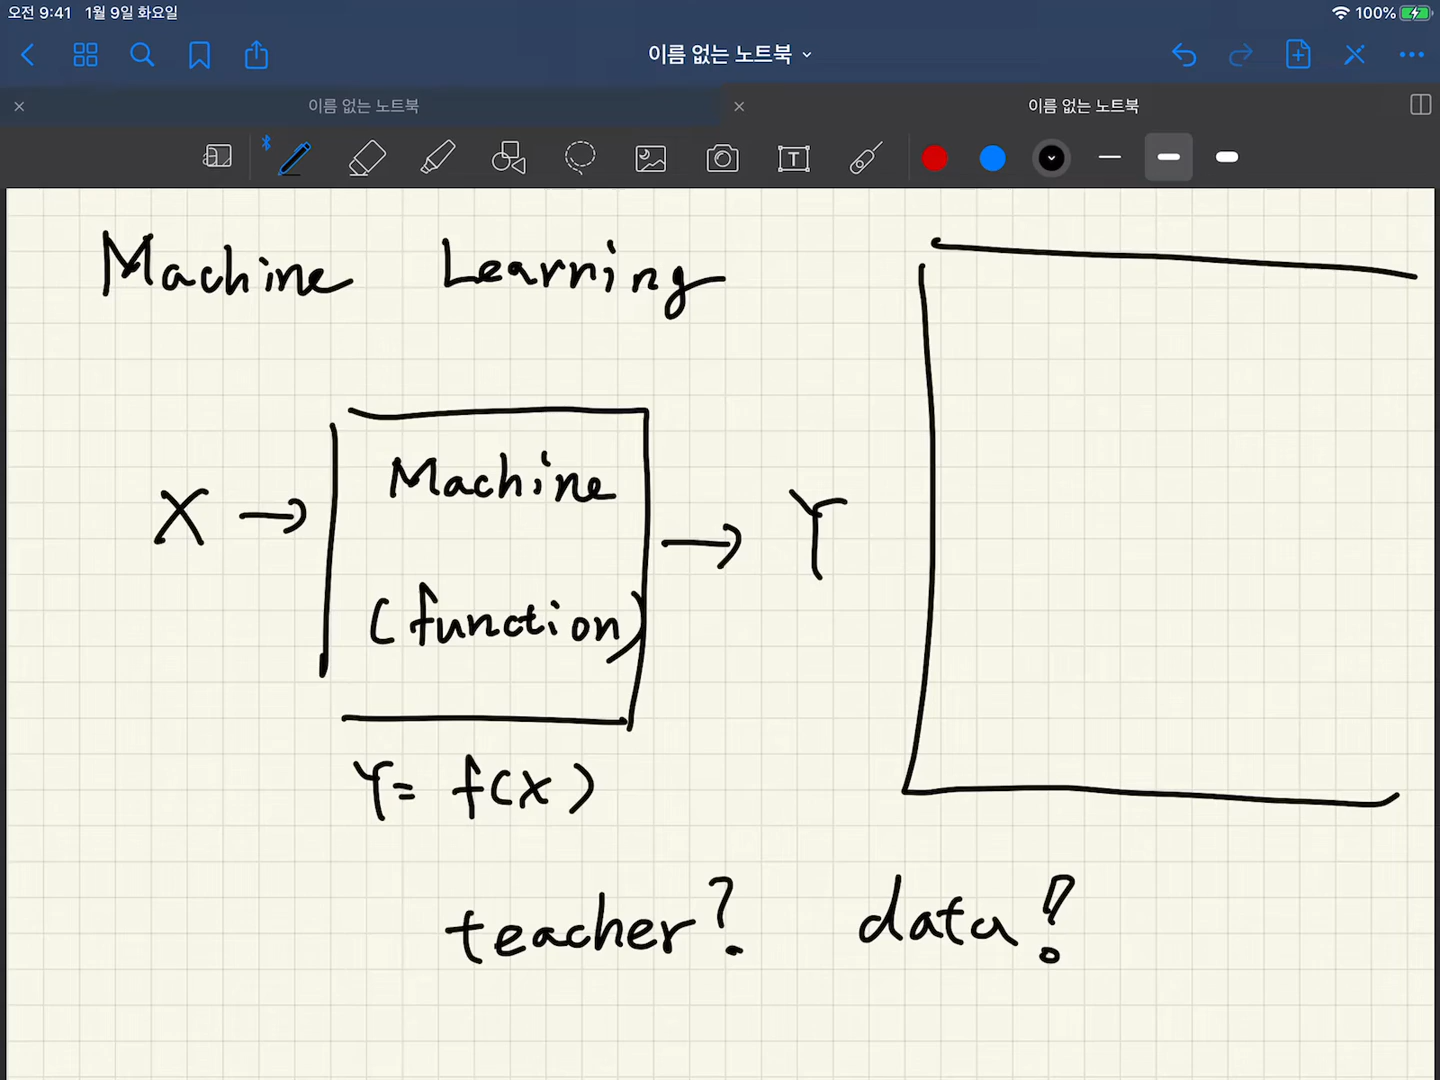 오전 9:41 1월 9일 화요일 100%
이름 없는 노트북
이름 없는 노트북 이름 없는 노트북
T
Machine Learning
X → Machine → Y
(function)
Y = f(x)
teacher? data!